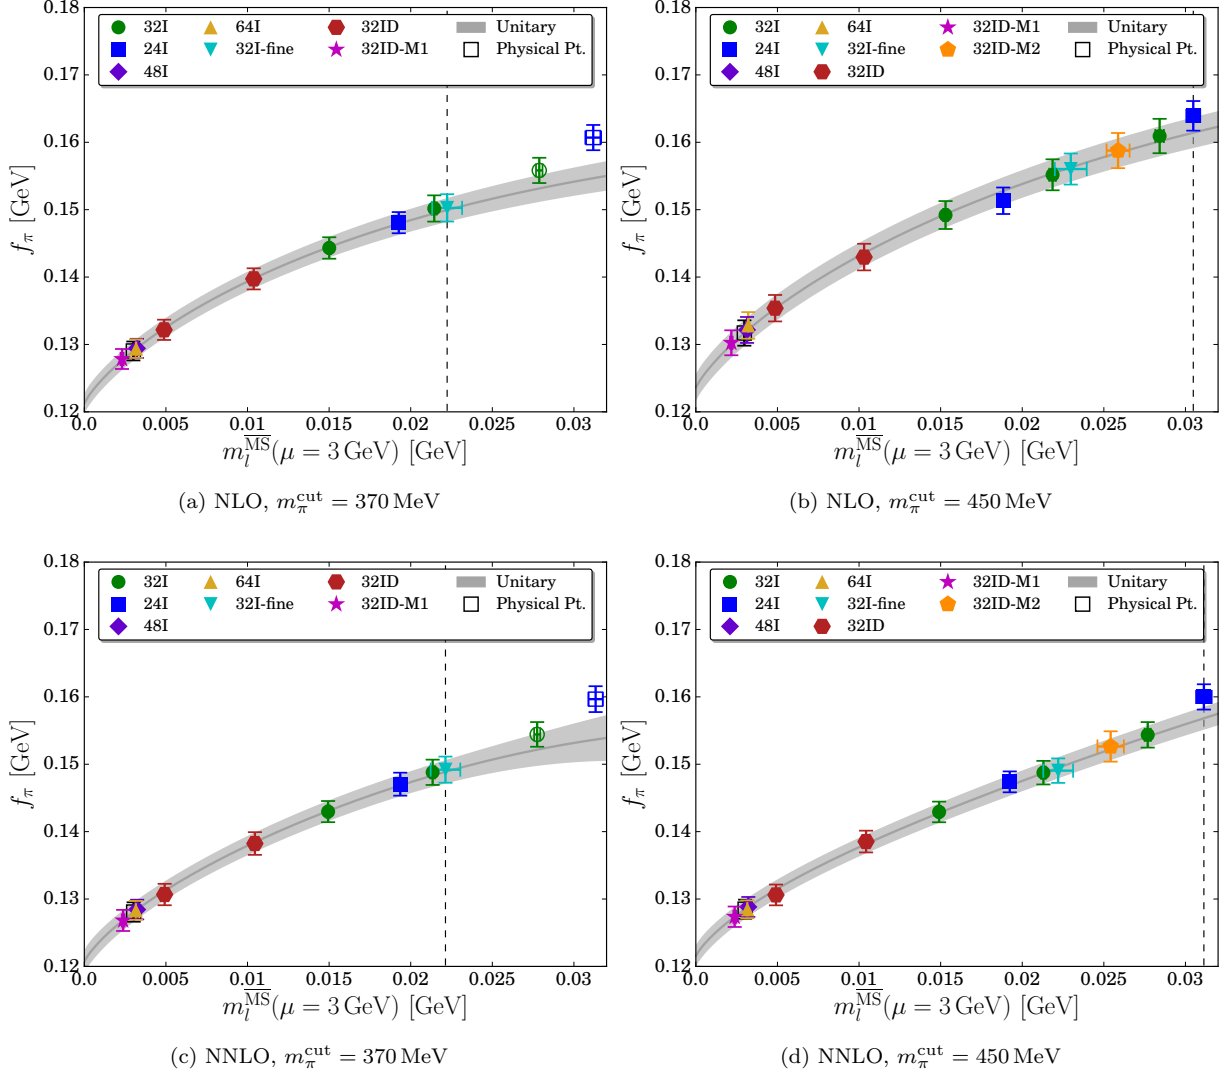 0.18
0.17
0.16
0.15
0.14
0.13
0.12
f_π [GeV]
32I 64I 32ID Unitary
24I 32I-fine 32ID-M1 Physical Pt.
48I
0.0 0.005 0.01 0.015 0.02 0.025 0.03
m_l^{\overline{MS}}(μ = 3 GeV) [GeV]
(a) NLO, m_π^{cut} = 370 MeV
0.18
0.17
0.16
0.15
0.14
0.13
0.12
f_π [GeV]
32I 64I 32ID-M1 Unitary
24I 32I-fine 32ID-M2 Physical Pt.
48I 32ID
0.0 0.005 0.01 0.015 0.02 0.025 0.03
m_l^{\overline{MS}}(μ = 3 GeV) [GeV]
(b) NLO, m_π^{cut} = 450 MeV
0.18
0.17
0.16
0.15
0.14
0.13
0.12
f_π [GeV]
32I 64I 32ID Unitary
24I 32I-fine 32ID-M1 Physical Pt.
48I
0.0 0.005 0.01 0.015 0.02 0.025 0.03
m_l^{\overline{MS}}(μ = 3 GeV) [GeV]
(c) NNLO, m_π^{cut} = 370 MeV
0.18
0.17
0.16
0.15
0.14
0.13
0.12
f_π [GeV]
32I 64I 32ID-M1 Unitary
24I 32I-fine 32ID-M2 Physical Pt.
48I 32ID
0.0 0.005 0.01 0.015 0.02 0.025 0.03
m_l^{\overline{MS}}(μ = 3 GeV) [GeV]
(d) NNLO, m_π^{cut} = 450 MeV